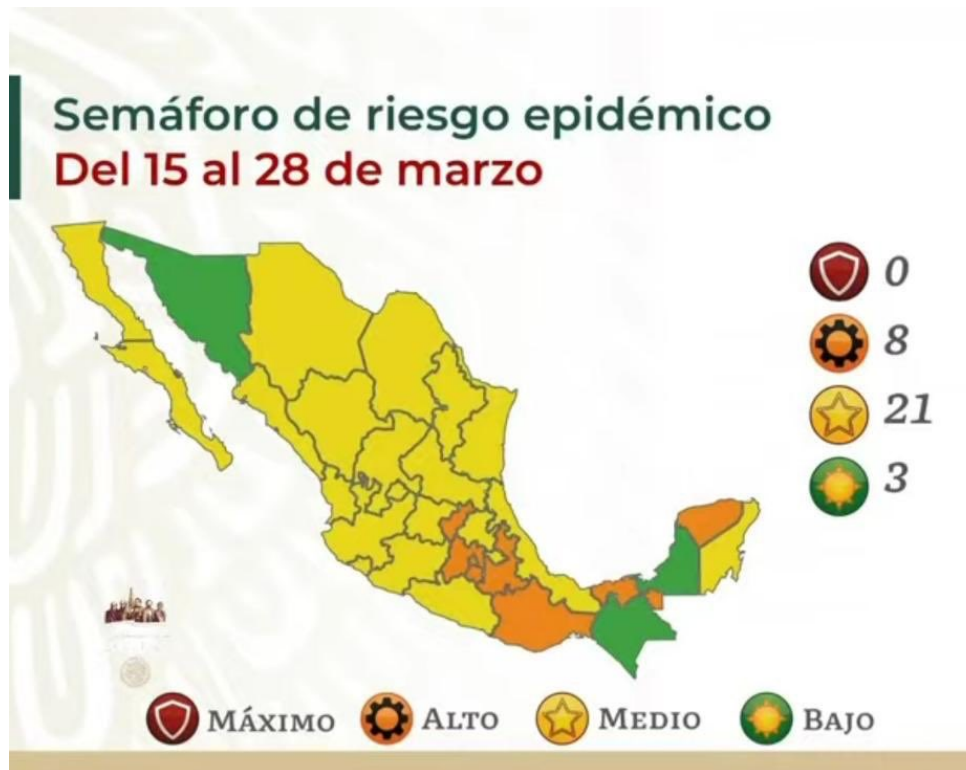 Semáforo de riesgo epidémico
Del 15 al 28 de marzo
0
8
21
3
MÁXIMO ALTO MEDIO BAJO